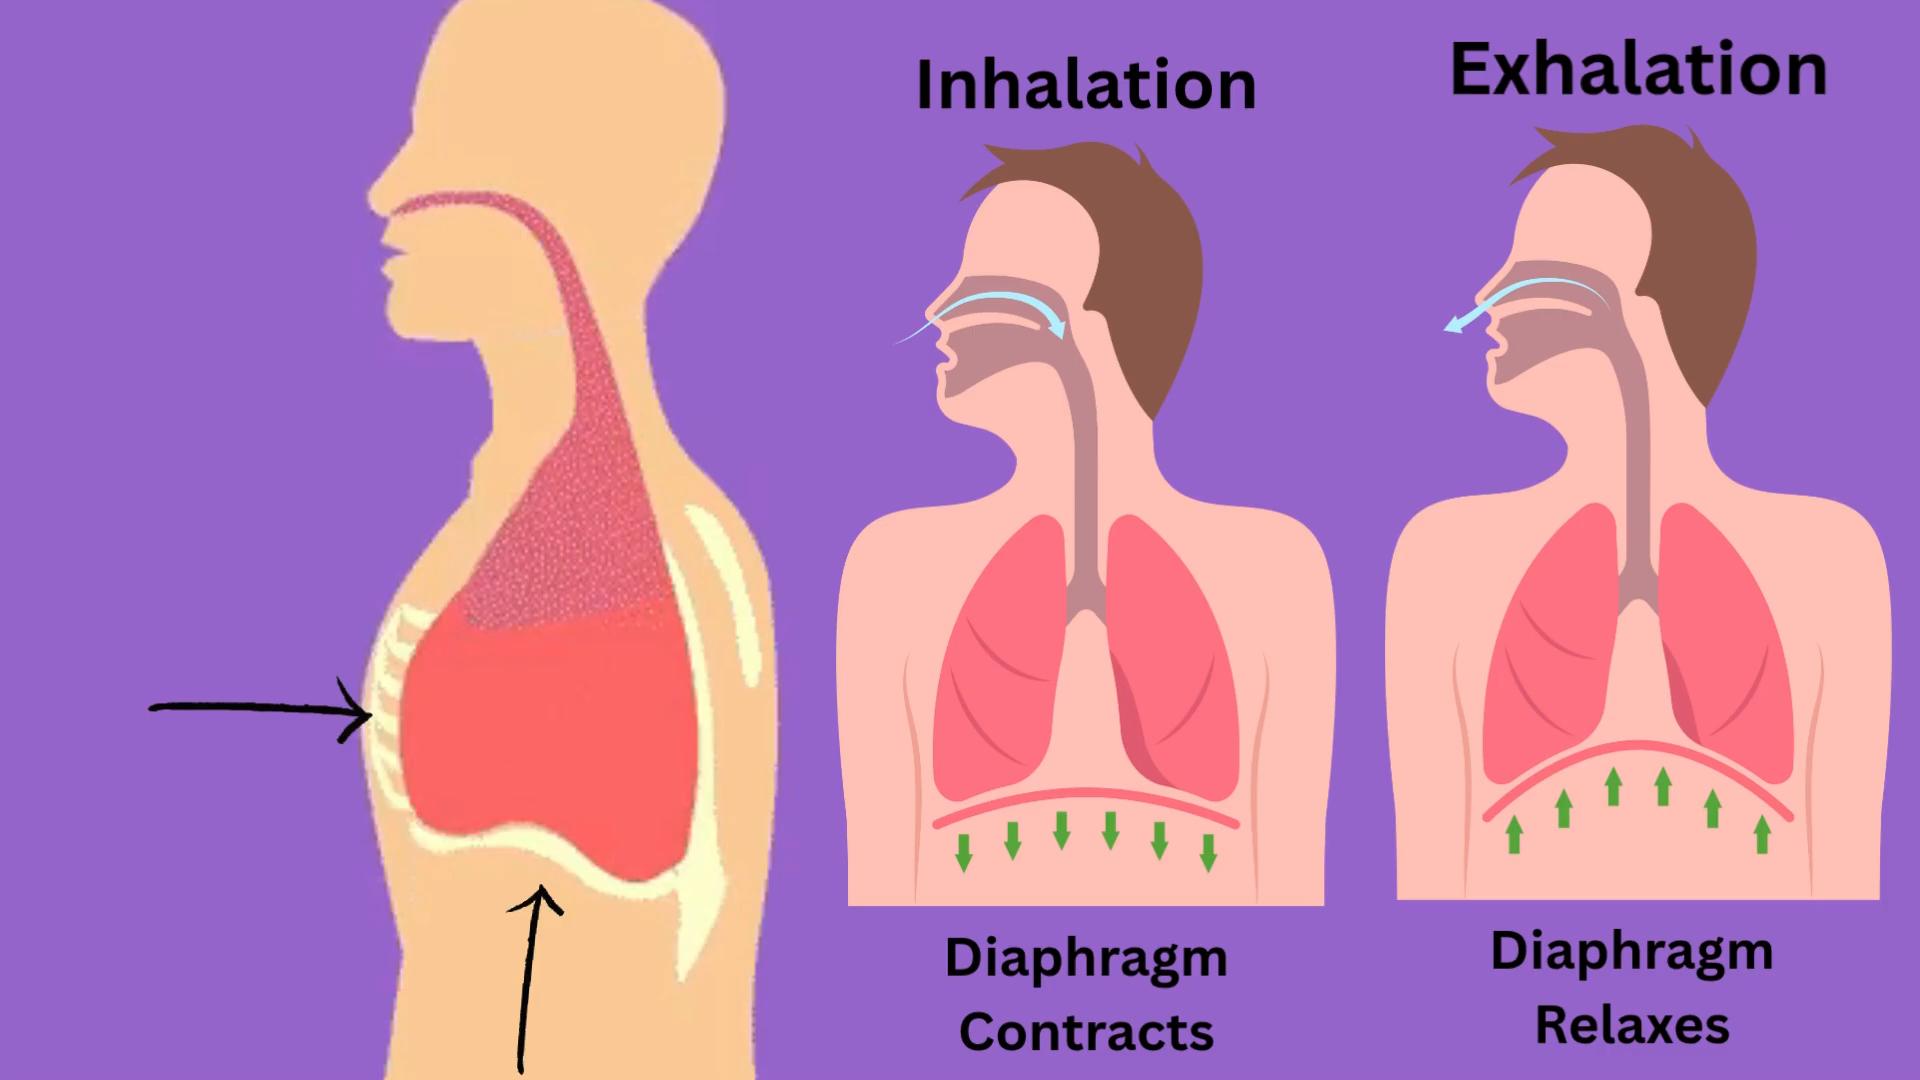 Inhalation
Exhalation
Diaphragm
Contracts
Diaphragm
Relaxes